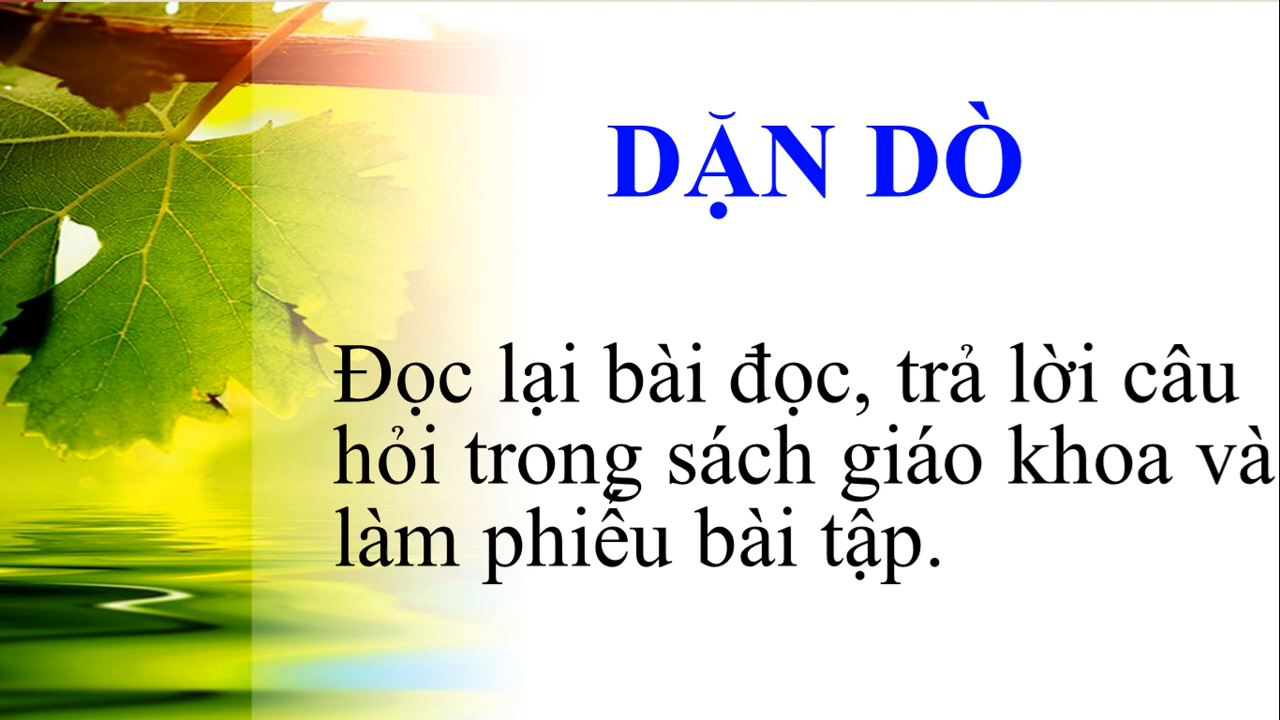 DẶN DÒ
Đọc lại bài đọc, trả lời câu
hỏi trong sách giáo khoa và
làm phiếu bài tập.